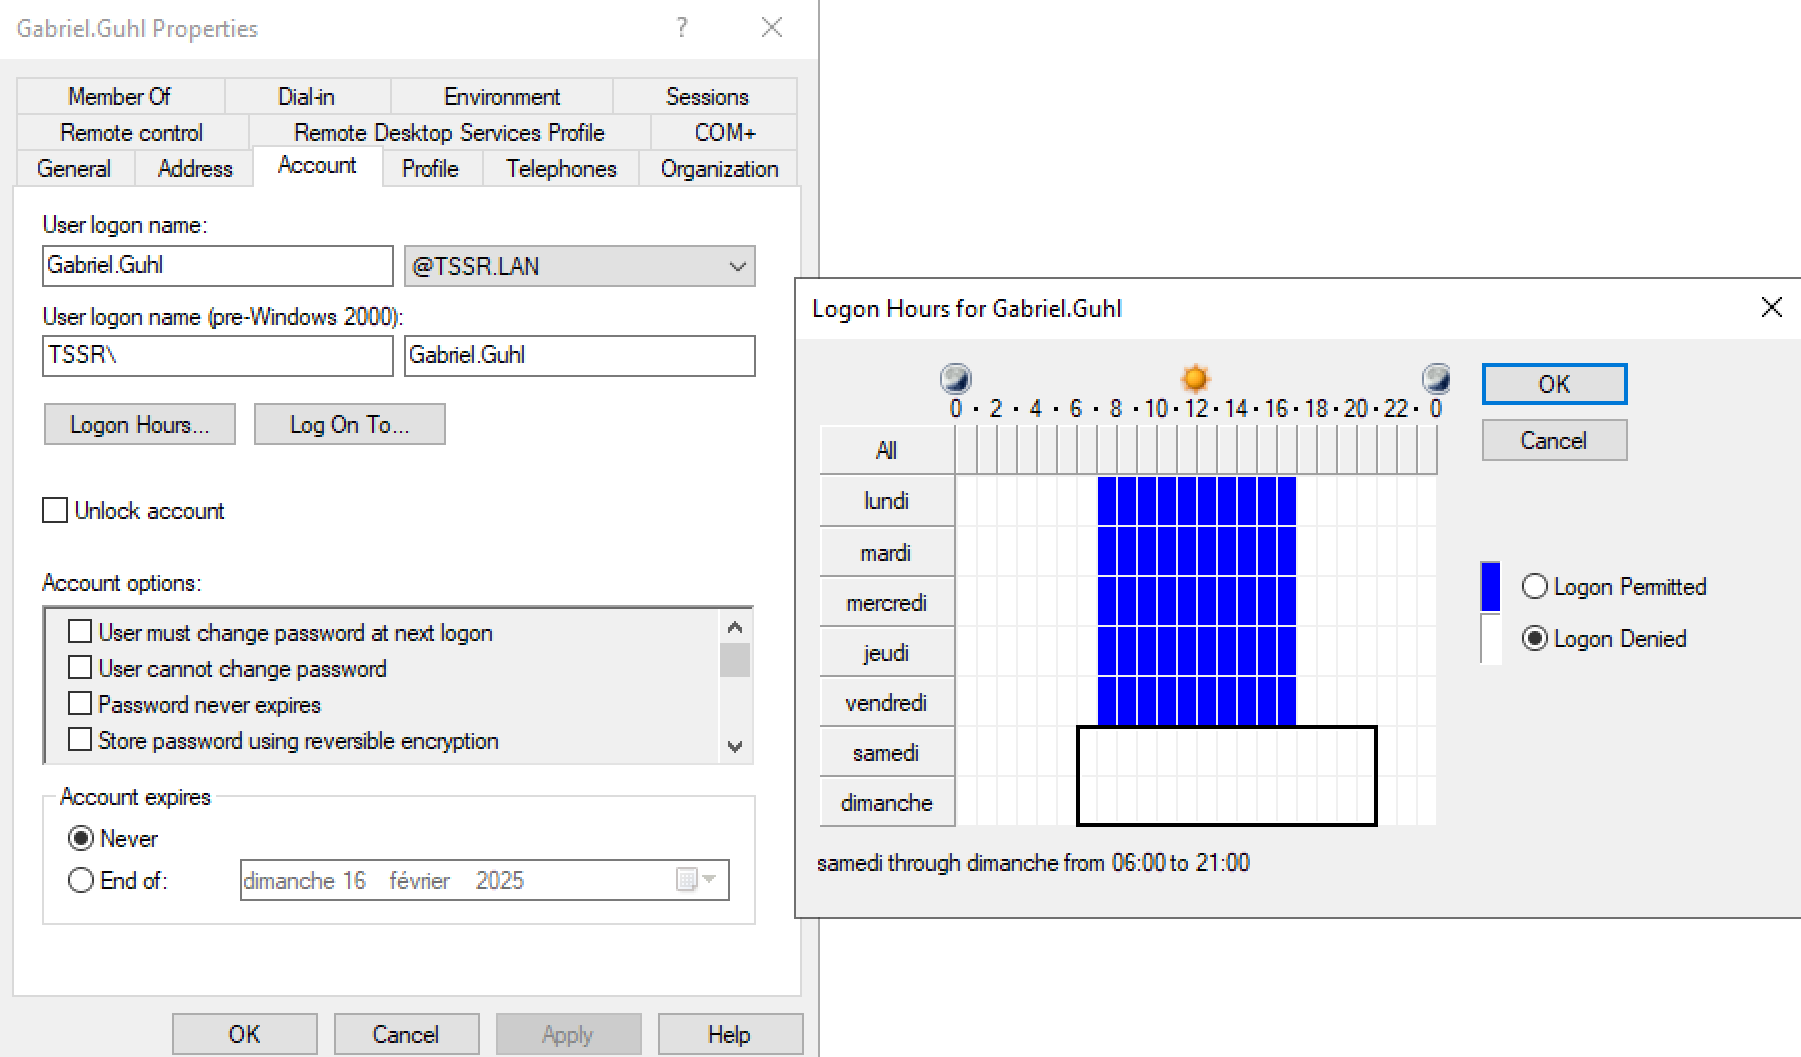 Gabriel.Guhl Properties ?
Member Of Dial-in Environment Sessions
Remote control Remote Desktop Services Profile COM+
General Address Account Profile Telephones Organization
User logon name:
Gabriel.Guhl @TSSR.LAN
User logon name (pre-Windows 2000):
TSSR\ Gabriel.Guhl
Logon Hours... Log On To...
Unlock account
Account options:
User must change password at next logon
User cannot change password
Password never expires
Store password using reversible encryption
Account expires
Never
End of: dimanche 16 février 2025
OK Cancel Apply Help
Logon Hours for Gabriel.Guhl
0 · 2 · 4 · 6 · 8 · 10 · 12 · 14 · 16 · 18 · 20 · 22 · 0
All
lundi
mardi
mercredi
jeudi
vendredi
samedi
dimanche
samedi through dimanche from 06:00 to 21:00
OK
Cancel
Logon Permitted
Logon Denied